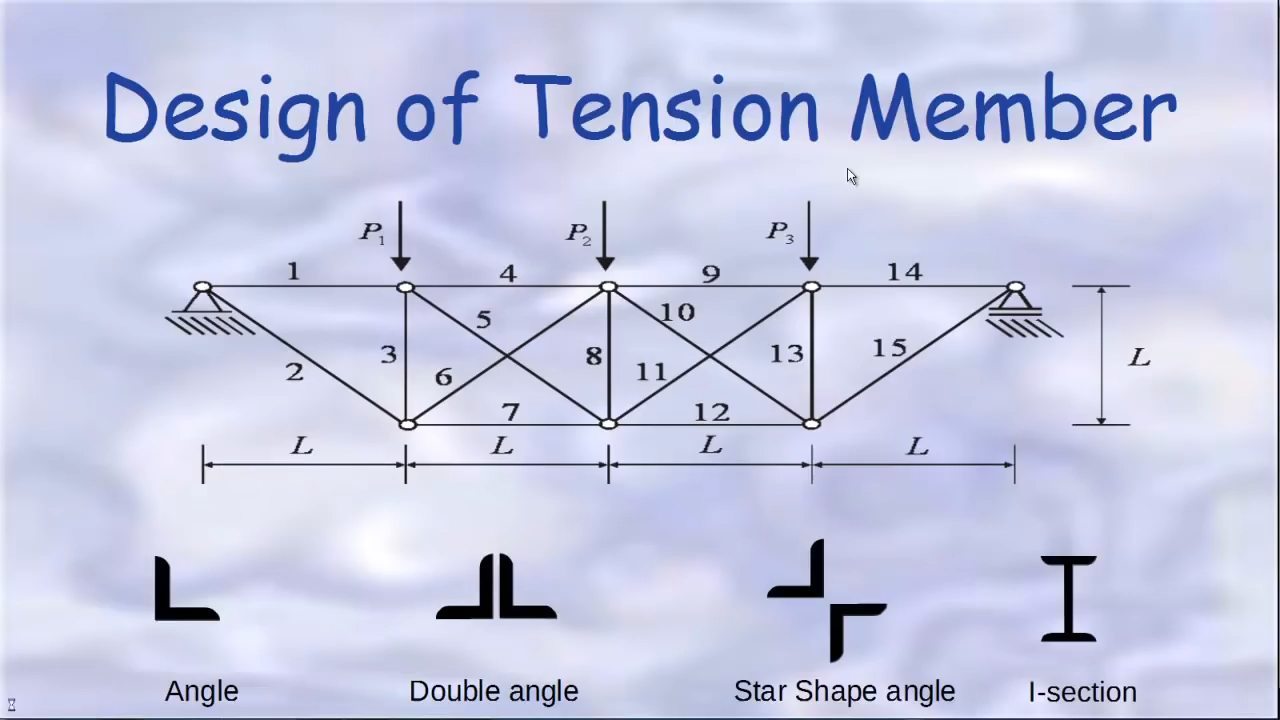 Design of Tension Member
P1 P2 P3
1 4 9 14
5 10
2 3 6 8 11 13 15 L
7 12
L L L L
Angle Double angle Star Shape angle I-section